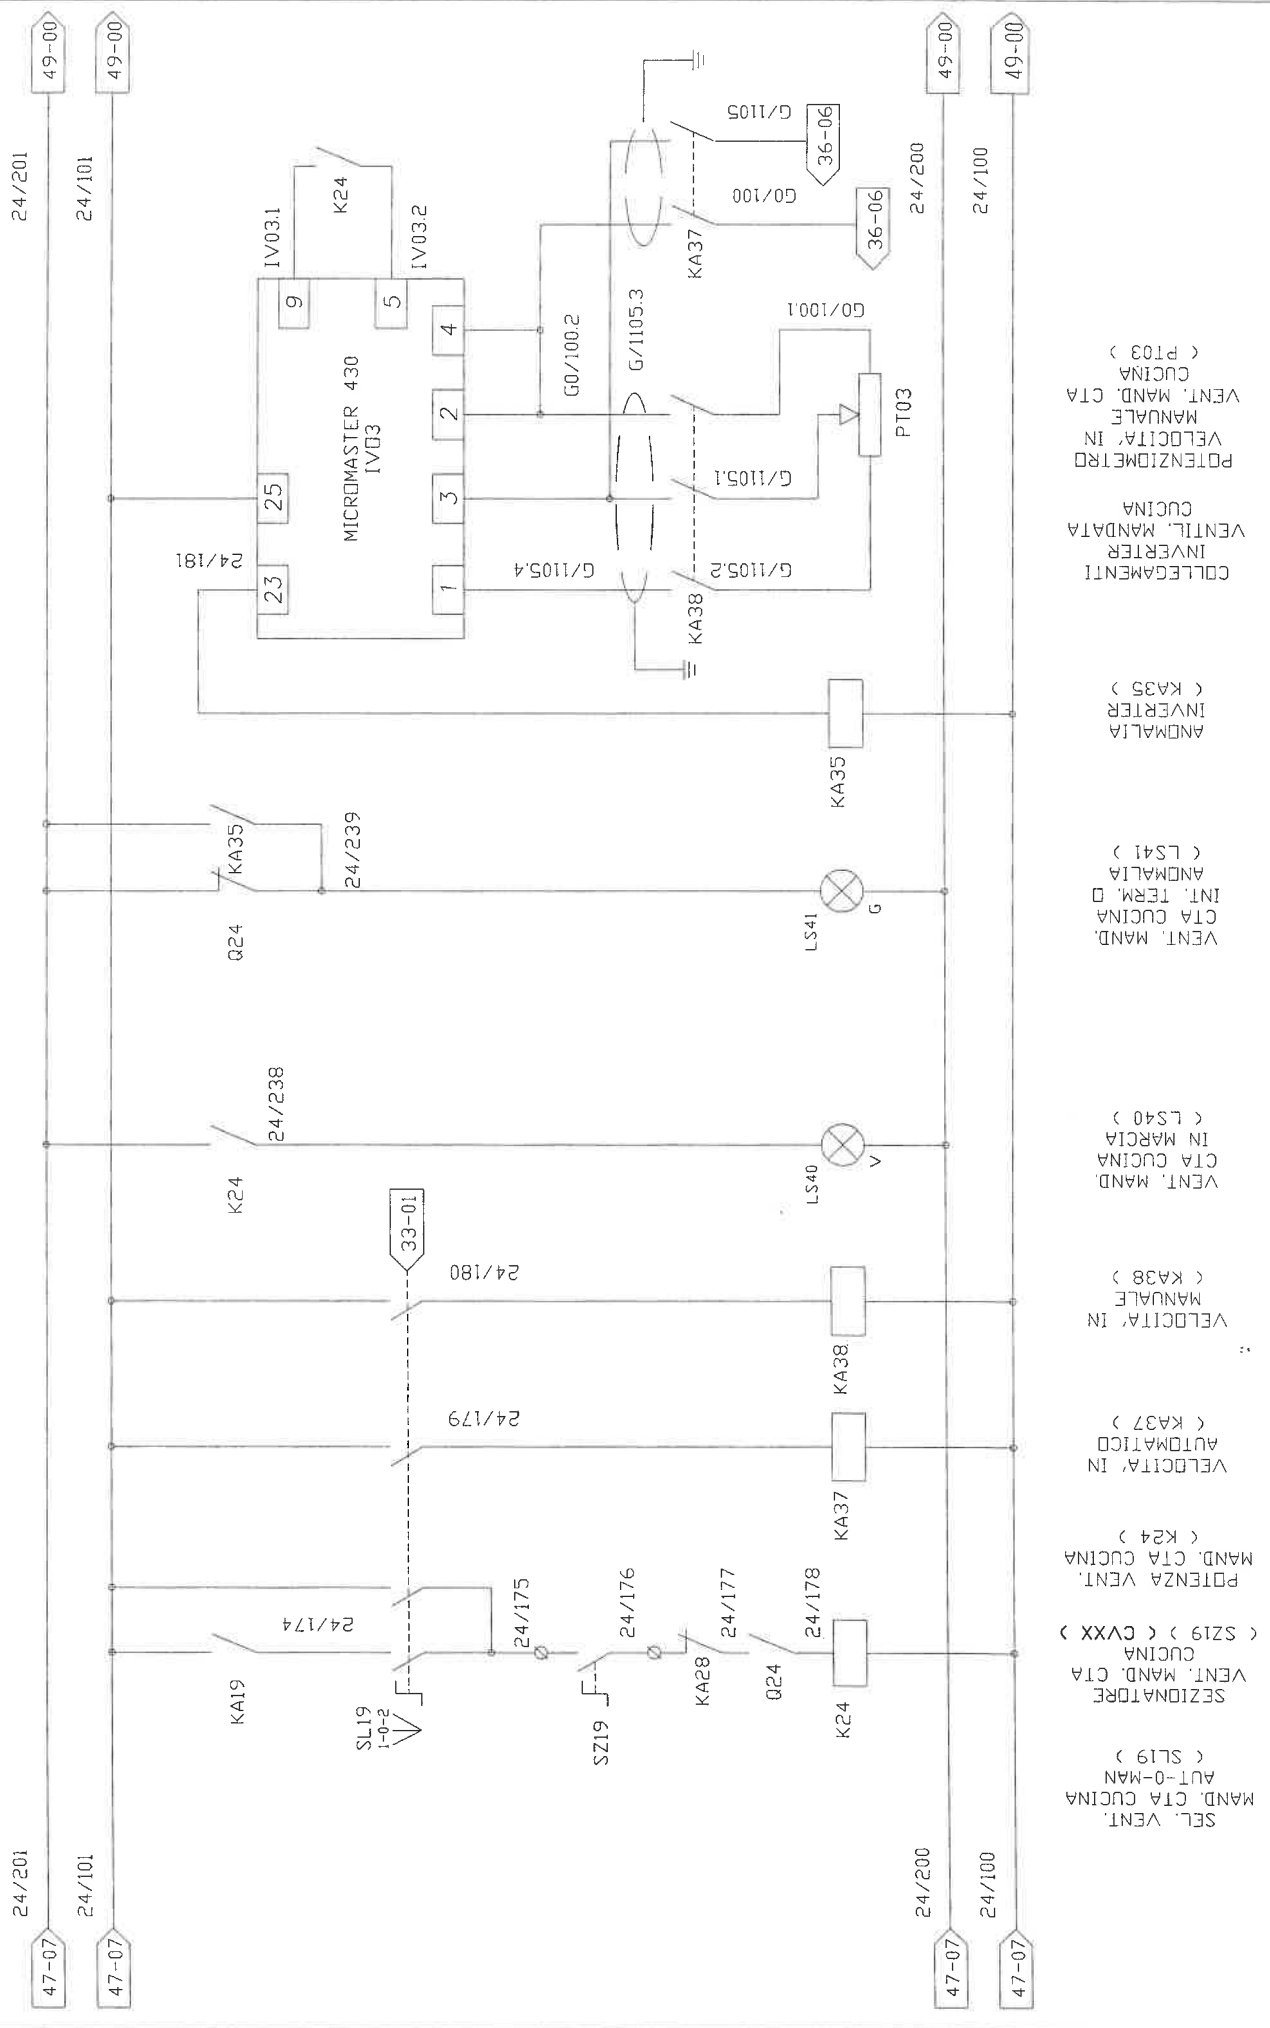 47-07
24/201
24/201
49-00
47-07
24/101
24/101
49-00
KA19
24/174
SL19
1-0-2
24/175
SZ19
24/176
KA28
24/177
Q24
24/178
K24
24/179
KA37
24/180
KA38
33-01
K24
24/238
LS40
V
Q24
KA35
24/239
LS41
G
KA35
24/181
23
25
MICROMASTER 430
IV03
9
5
IV03.1
IV03.2
K24
1
3
2
4
G/1105.4
G0/100.2
G/1105.3
KA38
G/1105.2
G/1105.1
G0/100.1
PT03
KA37
G0/100
G/1105
36-06
36-06
47-07
24/200
24/200
49-00
47-07
24/100
24/100
49-00
SEL. VENT.
MAND. CTA CUCINA
AUT-0-MAN
( SL19 )
SEZIONATORE
VENT. MAND. CTA
CUCINA
( SZ19 ) ( CVXX )
POTENZA VENT.
MAND. CTA CUCINA
( K24 )
VELOCITA' IN
AUTOMATICO
( KA37 )
VELOCITA' IN
MANUALE
( KA38 )
VENT. MAND.
CTA CUCINA
IN MARCIA
( LS40 )
VENT. MAND.
CTA CUCINA
INT. TERM. O
ANOMALIA
( LS41 )
ANOMALIA
INVERTER
( KA35 )
COLLEGAMENTI
INVERTER
VENTIL. MANDATA
CUCINA
POTENZIOMETRO
VELOCITA' IN
MANUALE
VENT. MAND. CTA
CUCINA
( PT03 )